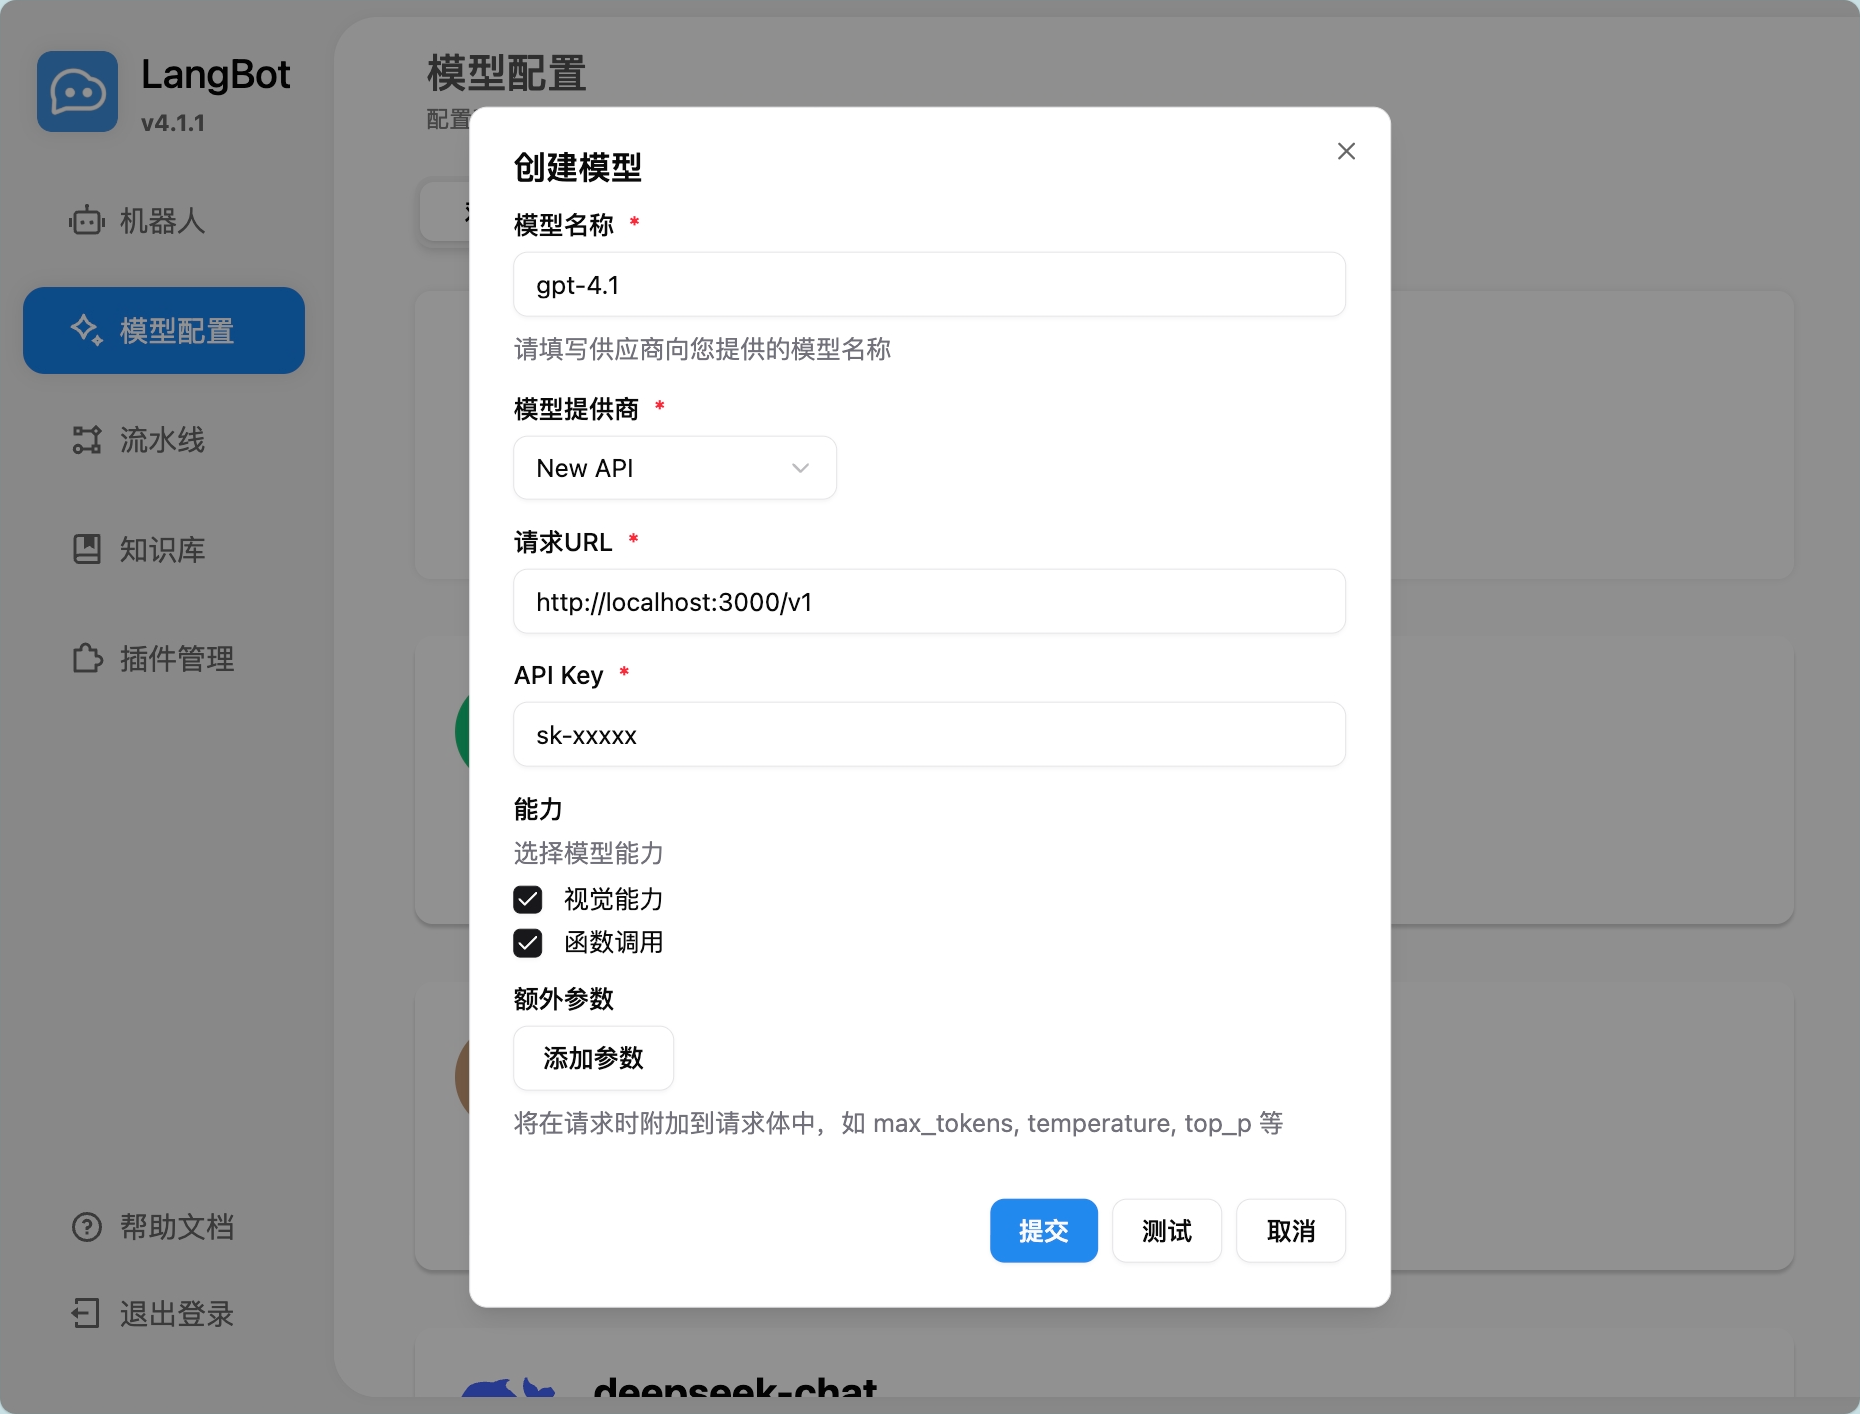 LangBot
v4.1.1
机器人
模型配置
流水线
知识库
插件管理
帮助文档
退出登录
模型配置
配置
创建模型
模型名称 *
gpt-4.1
请填写供应商向您提供的模型名称
模型提供商 *
New API
请求URL *
http://localhost:3000/v1
API Key *
sk-xxxxx
能力
选择模型能力
视觉能力
函数调用
额外参数
添加参数
将在请求时附加到请求体中，如 max_tokens, temperature, top_p 等
提交 测试 取消
deepseek-chat